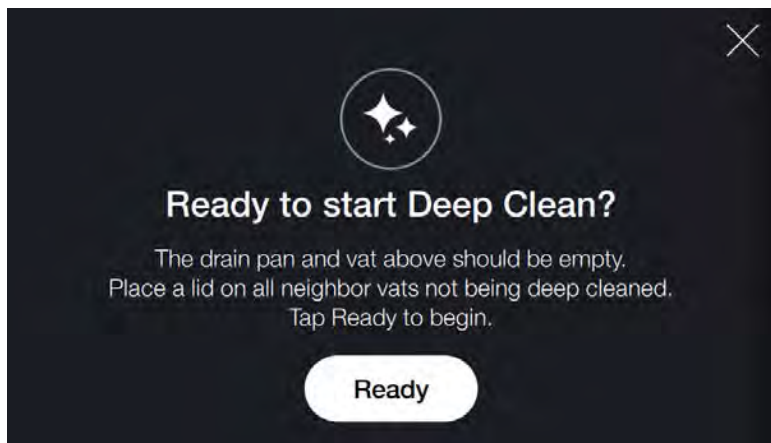 Ready to start Deep Clean?
The drain pan and vat above should be empty.
Place a lid on all neighbor vats not being deep cleaned.
Tap Ready to begin.
Ready